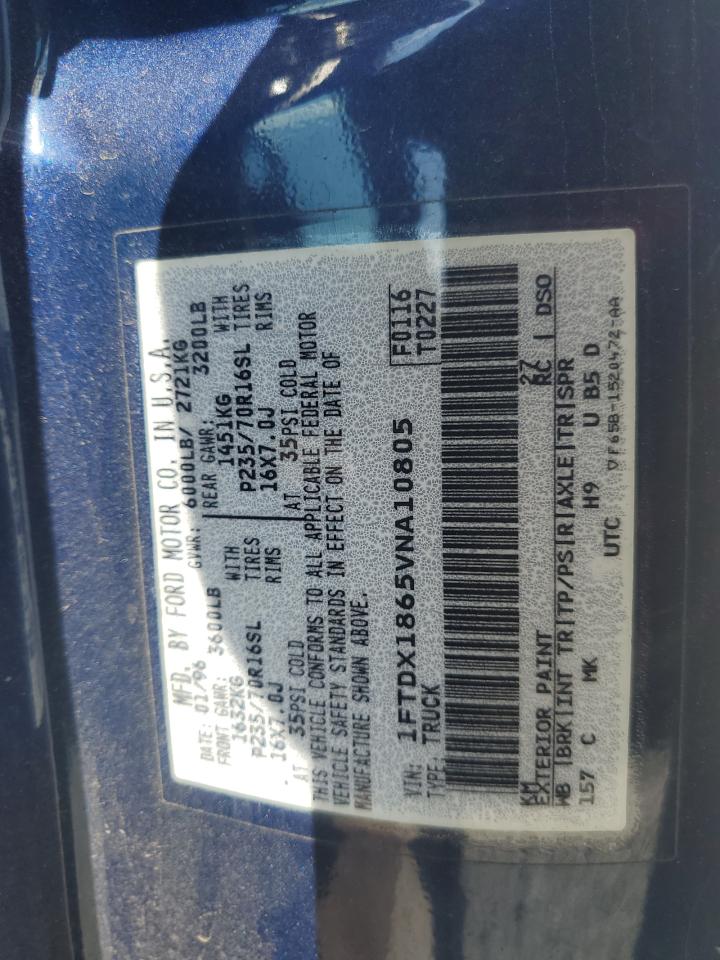 MFD. BY FORD MOTOR CO. IN U.S.A.
DATE: 01/96 GVWR: 6000LB/ 2721KG
FRONT GAWR: 3600LB REAR GAWR: 3200LB
1632KG WITH 1451KG WITH
P235/70R16SL TIRES P235/70R16SL TIRES
16X7.0J RIMS 16X7.0J RIMS
AT 35PSI COLD AT 35PSI COLD
THIS VEHICLE CONFORMS TO ALL APPLICABLE FEDERAL MOTOR
VEHICLE SAFETY STANDARDS IN EFFECT ON THE DATE OF
MANUFACTURE SHOWN ABOVE.
VIN: 1FTDX1865VNA10805 F0116
TYPE: TRUCK T0227
KM 27
EXTERIOR PAINT RC DSO
WB BRK INT TR TP/PS R AXLE TR SPR
157 C MK H9 U B5 D
UTC VF65B-1520472-AA